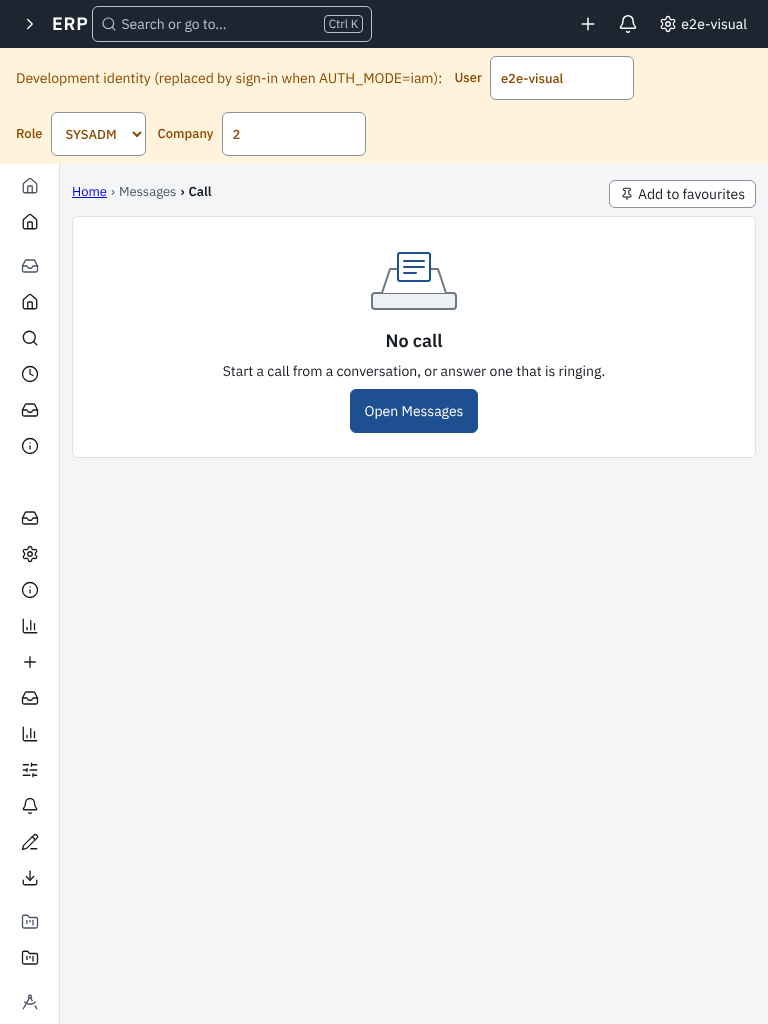 ERP Search or go to... Ctrl K e2e-visual
Development identity (replaced by sign-in when AUTH_MODE=iam): User e2e-visual
Role SYSADM Company 2
Home › Messages › Call Add to favourites
No call
Start a call from a conversation, or answer one that is ringing.
Open Messages